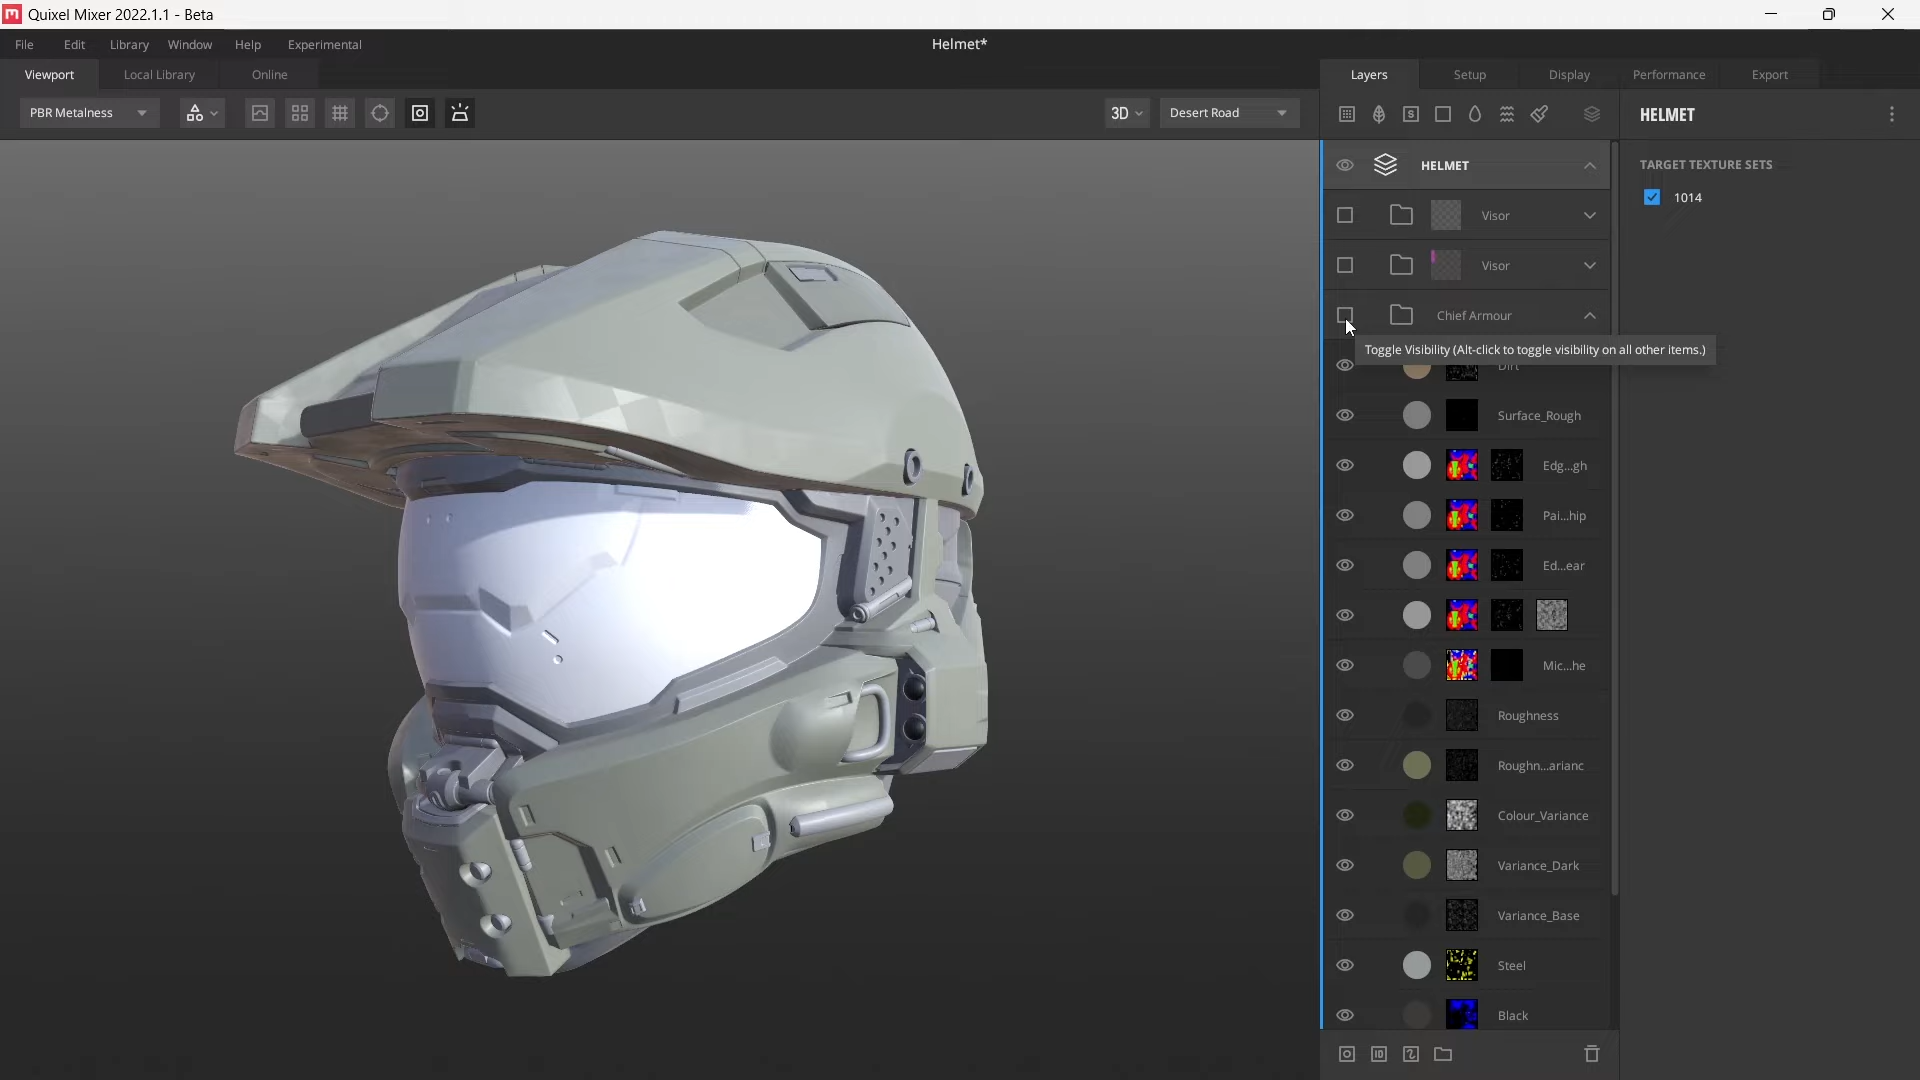 Quixel Mixer 2022.1.1 - Beta
File Edit Library Window Help Experimental
Helmet*
Viewport Local Library Online
Layers Setup Display Performance Export
PBR Metalness
3D
Desert Road
HELMET
HELMET
TARGET TEXTURE SETS
1014
Visor
Visor
Chief Armour
Toggle Visibility (Alt-click to toggle visibility on all other items.)
Dirt
Surface_Rough
Edg...gh
Pai...hip
Ed...ear
Mic...he
Roughness
Roughn...arianc
Colour_Variance
Variance_Dark
Variance_Base
Steel
Black